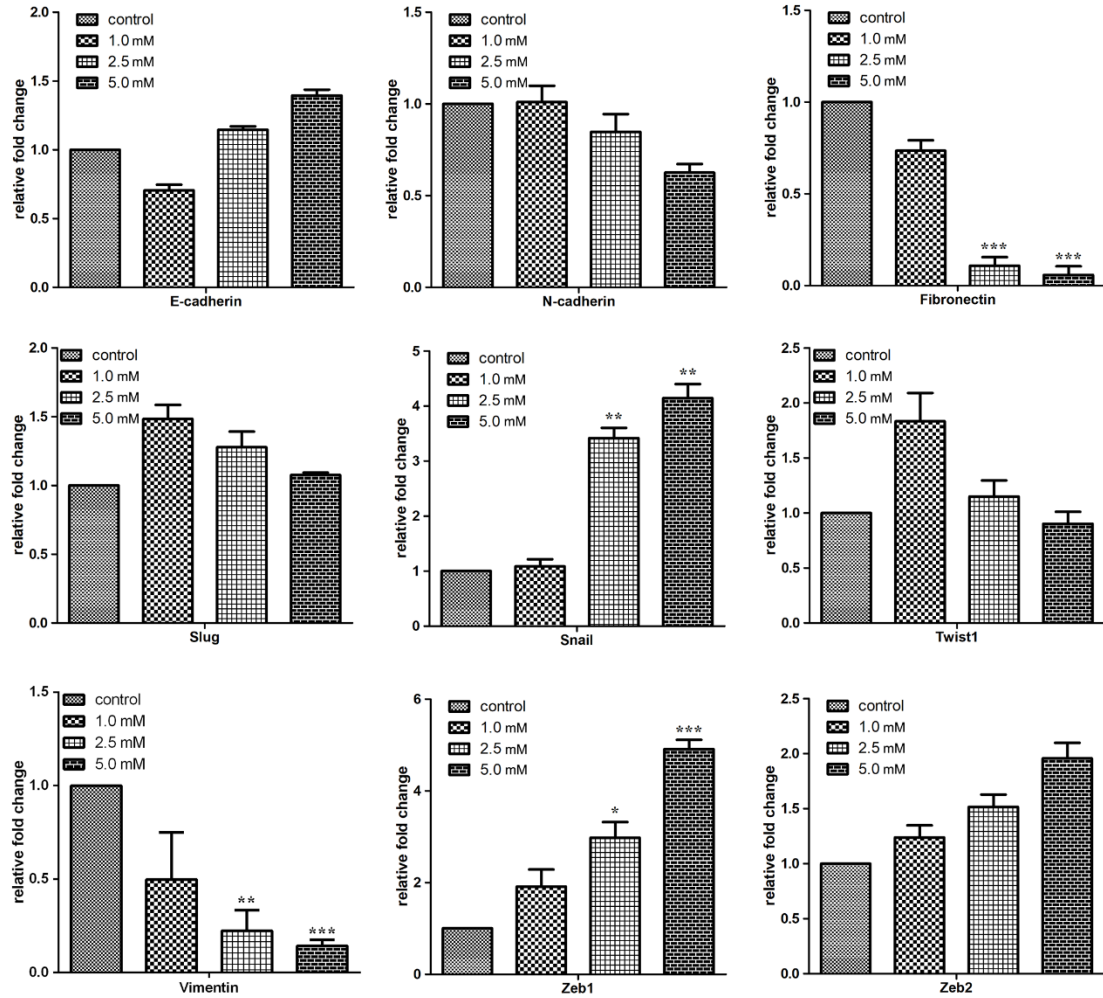 relative fold change
2.0
1.5
1.0
0.5
0.0
control
1.0 mM
2.5 mM
5.0 mM
E-cadherin
relative fold change
1.5
1.0
0.5
0.0
control
1.0 mM
2.5 mM
5.0 mM
N-cadherin
relative fold change
1.5
1.0
0.5
0.0
control
1.0 mM
2.5 mM
5.0 mM
***
***
Fibronectin
relative fold change
2.0
1.5
1.0
0.5
0.0
control
1.0 mM
2.5 mM
5.0 mM
Slug
relative fold change
5
4
3
2
1
0
control
1.0 mM
2.5 mM
5.0 mM
**
**
Snail
relative fold change
2.5
2.0
1.5
1.0
0.5
0.0
control
1.0 mM
2.5 mM
5.0 mM
Twist1
relative fold change
1.5
1.0
0.5
0.0
control
1.0 mM
2.5 mM
5.0 mM
**
***
Vimentin
relative fold change
6
4
2
0
control
1.0 mM
2.5 mM
5.0 mM
*
***
Zeb1
relative fold change
2.5
2.0
1.5
1.0
0.5
0.0
control
1.0 mM
2.5 mM
5.0 mM
Zeb2